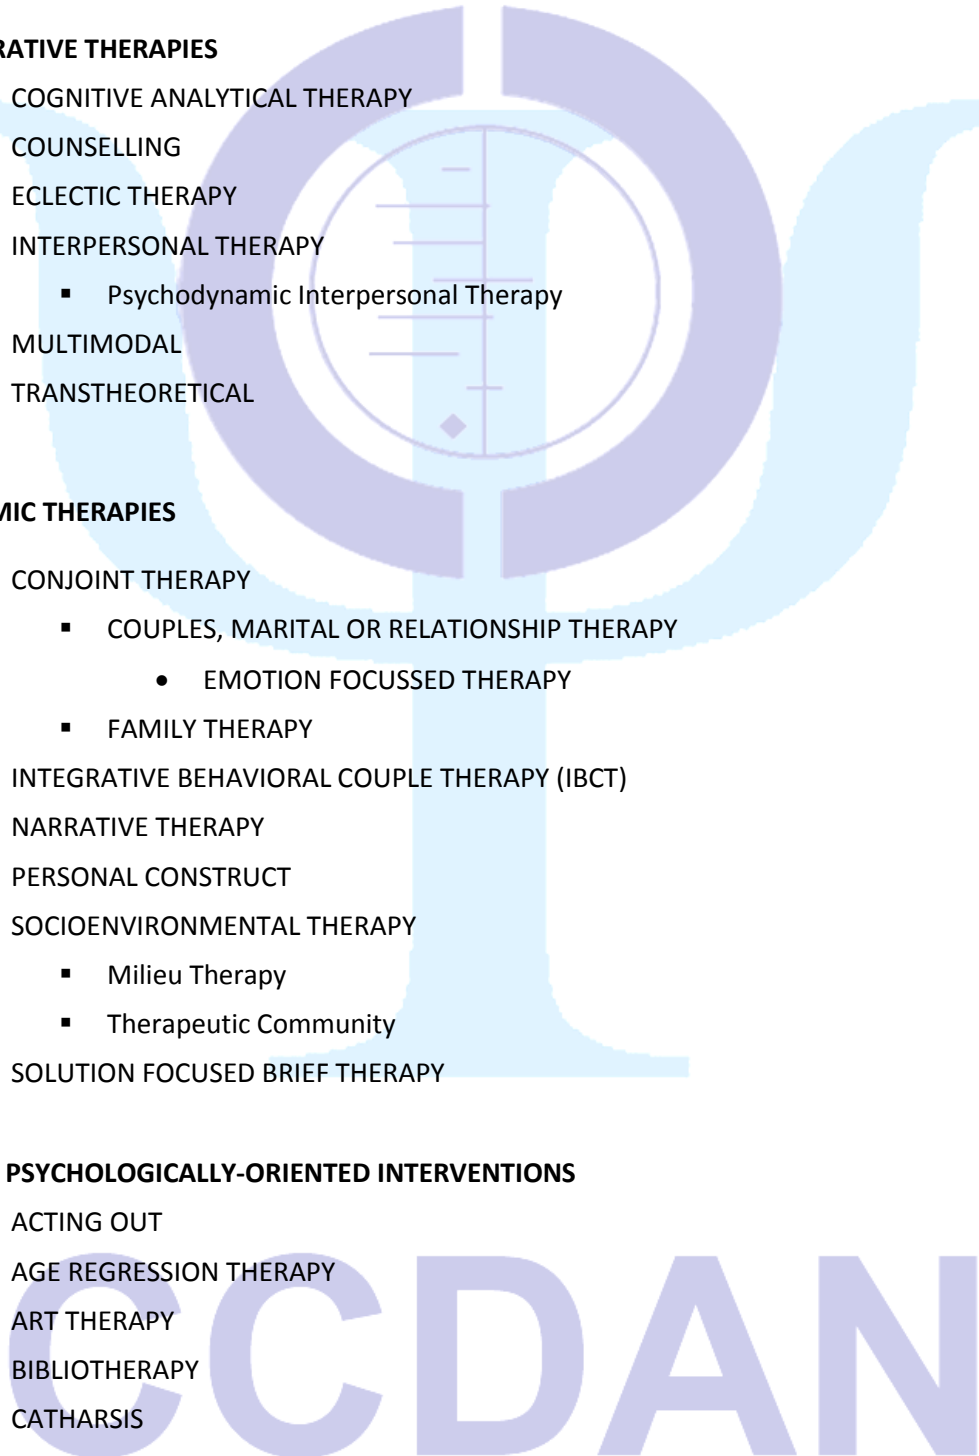 RATIVE THERAPIES
COGNITIVE ANALYTICAL THERAPY
COUNSELLING
ECLECTIC THERAPY
INTERPERSONAL THERAPY
▪ Psychodynamic Interpersonal Therapy
MULTIMODAL
TRANSTHEORETICAL
MIC THERAPIES
CONJOINT THERAPY
▪ COUPLES, MARITAL OR RELATIONSHIP THERAPY
• EMOTION FOCUSSED THERAPY
▪ FAMILY THERAPY
INTEGRATIVE BEHAVIORAL COUPLE THERAPY (IBCT)
NARRATIVE THERAPY
PERSONAL CONSTRUCT
SOCIOENVIRONMENTAL THERAPY
▪ Milieu Therapy
▪ Therapeutic Community
SOLUTION FOCUSED BRIEF THERAPY
PSYCHOLOGICALLY-ORIENTED INTERVENTIONS
ACTING OUT
AGE REGRESSION THERAPY
ART THERAPY
BIBLIOTHERAPY
CATHARSIS
CCDAN